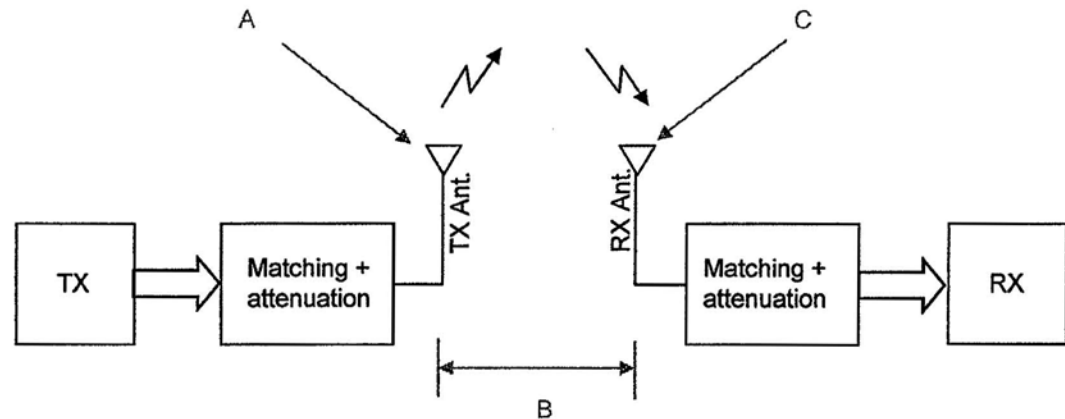 A
C
TX Ant.
RX Ant.
TX
Matching +
attenuation
Matching +
attenuation
RX
B